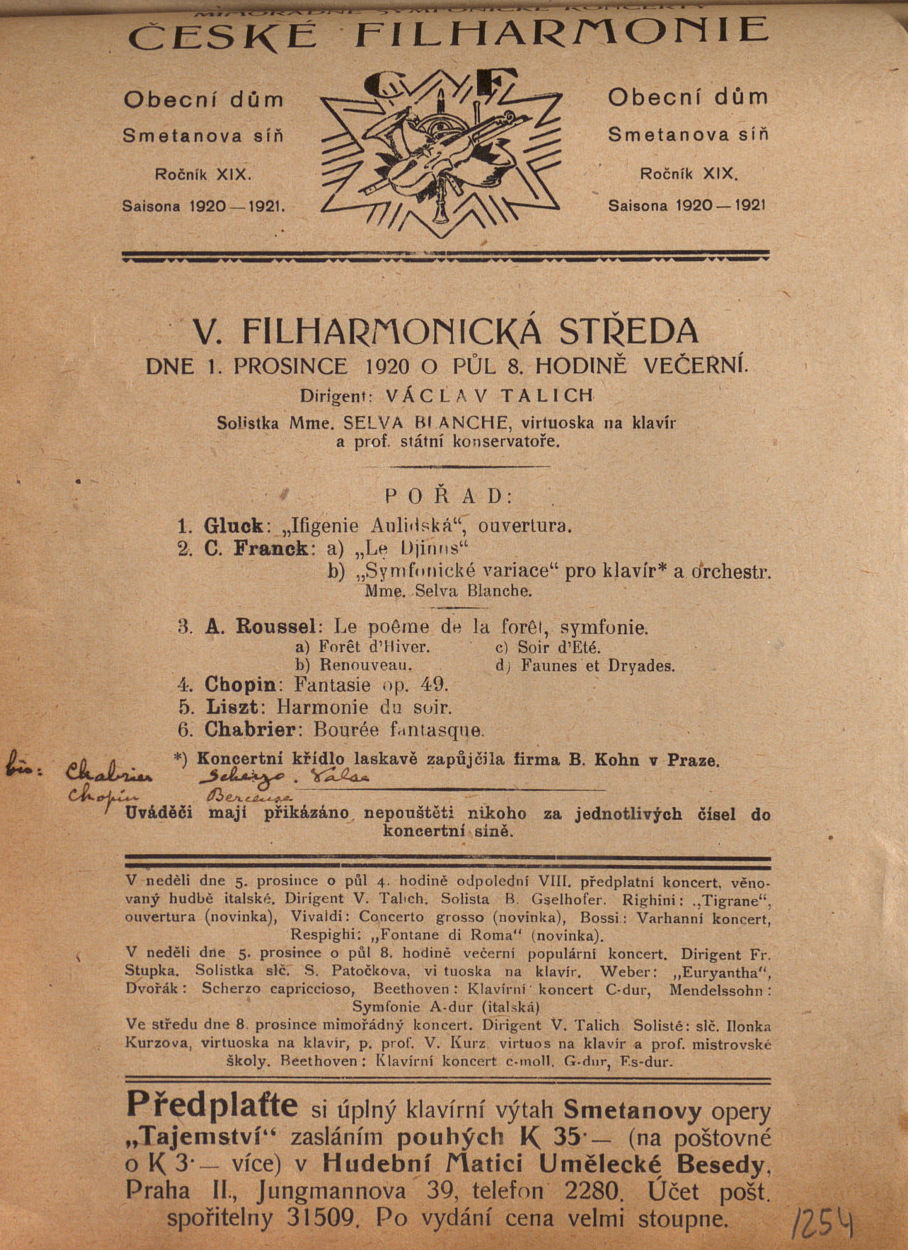 MIMOŘÁDNÉ SYMFONICKÉ KONCERTY
ČESKÉ FILHARMONIE
Č F
Obecní dům
Smetanova síň
Ročník XIX.
Saisona 1920—1921.
Obecní dům
Smetanova síň
Ročník XIX.
Saisona 1920—1921
V. FILHARMONICKÁ STŘEDA
DNE 1. PROSINCE 1920 O PŮL 8. HODINĚ VEČERNÍ.
Dirigent: VÁCLAV TALICH
Solistka Mme. SELVA BLANCHE, virtuoska na klavír
a prof. státní konservatoře.
POŘAD:
1. Gluck: „Ifigenie Aulidská“, ouvertura.
2. C. Franck: a) „Le Djinns“
b) „Symfonické variace“ pro klavír* a orchestr.
Mme. Selva Blanche.
3. A. Roussel: Le poême de la forêt, symfonie.
a) Forêt d'Hiver. c) Soir d'Eté.
b) Renouveau. d) Faunes et Dryades.
4. Chopin: Fantasie op. 49.
5. Liszt: Harmonie du soir.
6. Chabrier: Bourée fantasque.
*) Koncertní křídlo laskavě zapůjčila firma B. Kohn v Praze.
bis: Chabrier Scherzo. Valse
Chopin Berceuse
Uváděči mají přikázáno nepouštěti nikoho za jednotlivých čísel do
koncertní síně.
V neděli dne 5. prosince o půl 4. hodině odpolední VIII. předplatní koncert, věno-
vaný hudbě italské. Dirigent V. Talich. Solista B. Gselhofer. Righini: „Tigrane“,
ouvertura (novinka), Vivaldi: Concerto grosso (novinka), Bossi: Varhanní koncert,
Respighi: „Fontane di Roma“ (novinka).
V neděli dne 5. prosince o půl 8. hodině večerní populární koncert. Dirigent Fr.
Stupka. Solistka slč. S. Patočkova, vi tuoska na klavír. Weber: „Euryantha“,
Dvořák: Scherzo capriccioso, Beethoven: Klavírní koncert C-dur, Mendelssohn:
Symfonie A-dur (italská)
Ve středu dne 8. prosince mimořádný koncert. Dirigent V. Talich Solisté: slč. Ilonka
Kurzova, virtuoska na klavír, p. prof. V. Kurz virtuos na klavír a prof. mistrovské
školy. Beethoven: Klavírní koncert c-moll, G-dur, Es-dur.
Předplaťte si úplný klavírní výtah Smetanovy opery
„Tajemství“ zasláním pouhých K 35·— (na poštovné
o K 3·— více) v Hudební Matici Umělecké Besedy,
Praha II., Jungmannova 39, telefon 2280. Účet pošt.
spořitelny 31509. Po vydání cena velmi stoupne.
1254